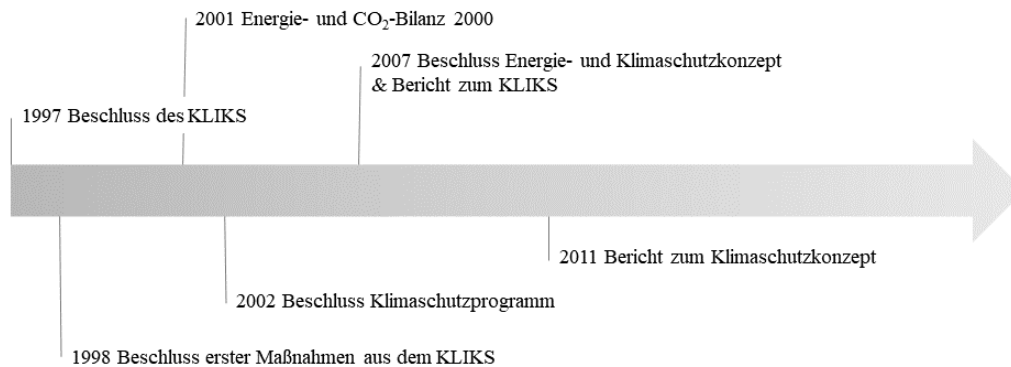 2001 Energie- und CO₂-Bilanz 2000
2007 Beschluss Energie- und Klimaschutzkonzept
& Bericht zum KLIKS
1997 Beschluss des KLIKS
2011 Bericht zum Klimaschutzkonzept
2002 Beschluss Klimaschutzprogramm
1998 Beschluss erster Maßnahmen aus dem KLIKS